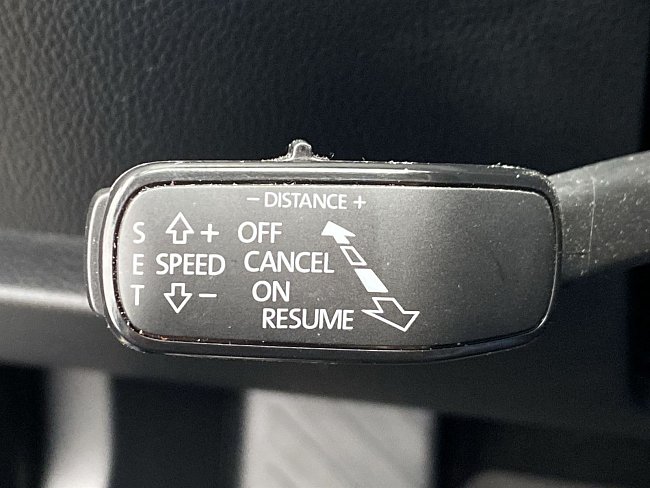 − DISTANCE +
S + OFF
E SPEED CANCEL
T − ON
RESUME